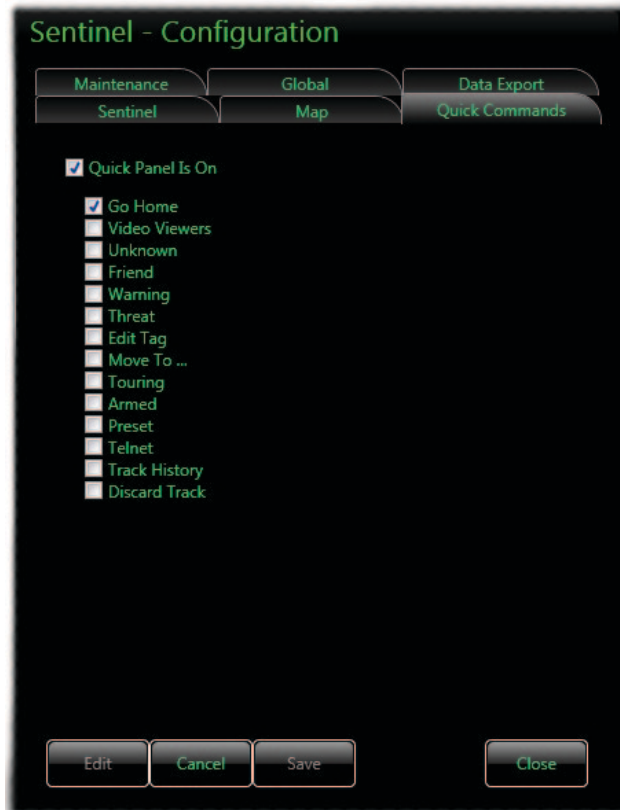 Sentinel - Configuration
Maintenance Global Data Export
Sentinel Map Quick Commands
Quick Panel Is On
Go Home
Video Viewers
Unknown
Friend
Warning
Threat
Edit Tag
Move To ...
Touring
Armed
Preset
Telnet
Track History
Discard Track
Edit Cancel Save Close